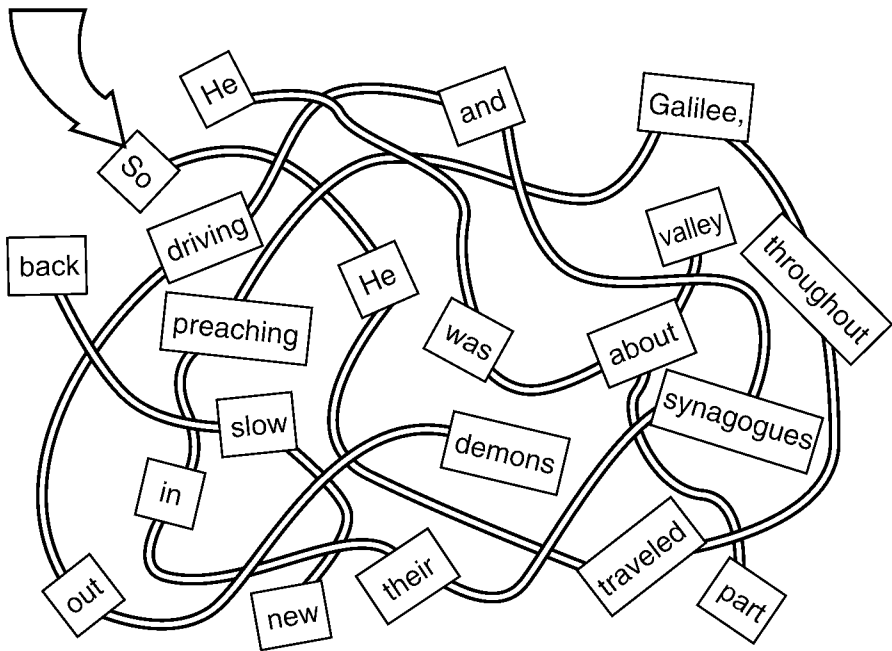 He
and
Galilee,
So
driving
valley
back
He
throughout
preaching
was
about
slow
synagogues
demons
in
out
their
traveled
new
part